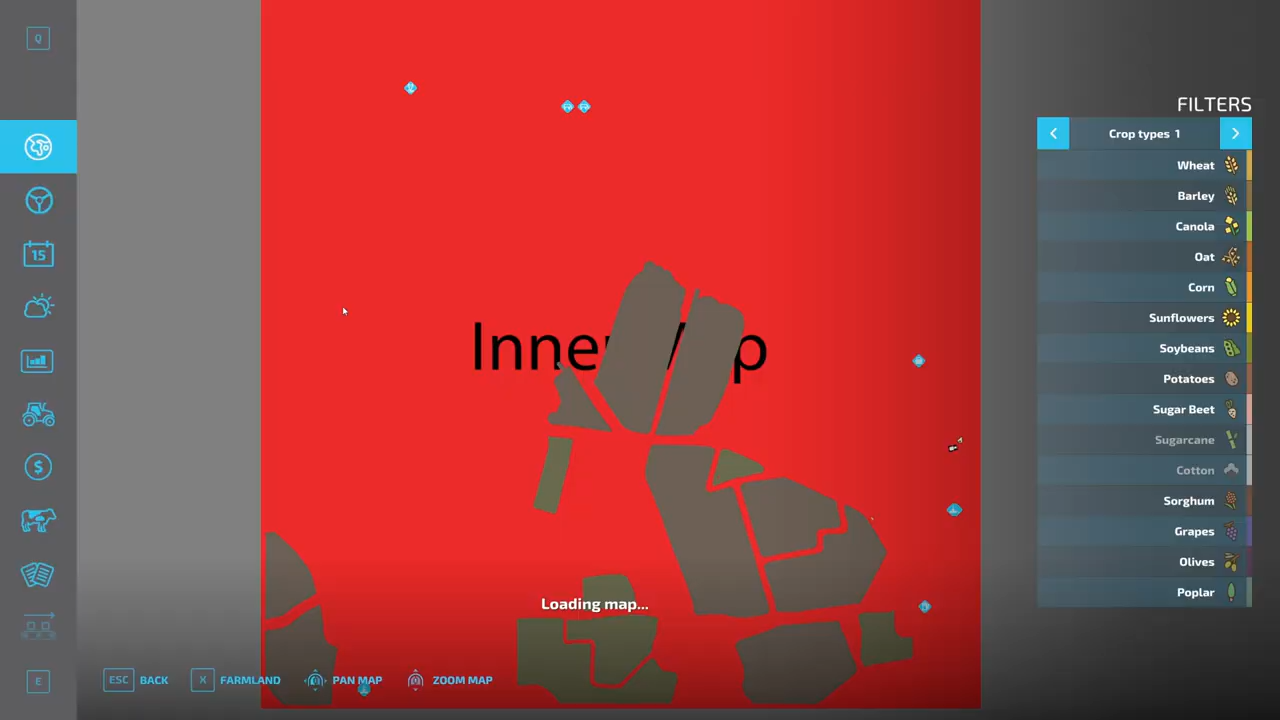 Q
FILTERS
Crop types 1
Wheat
Barley
Canola
15
Oat
Corn
Sunflowers
Soybeans
Potatoes
Sugar Beet
Sugarcane
$
Cotton
Sorghum
Grapes
Olives
Poplar
Loading map...
E
ESC BACK X FARMLAND PAN MAP ZOOM MAP